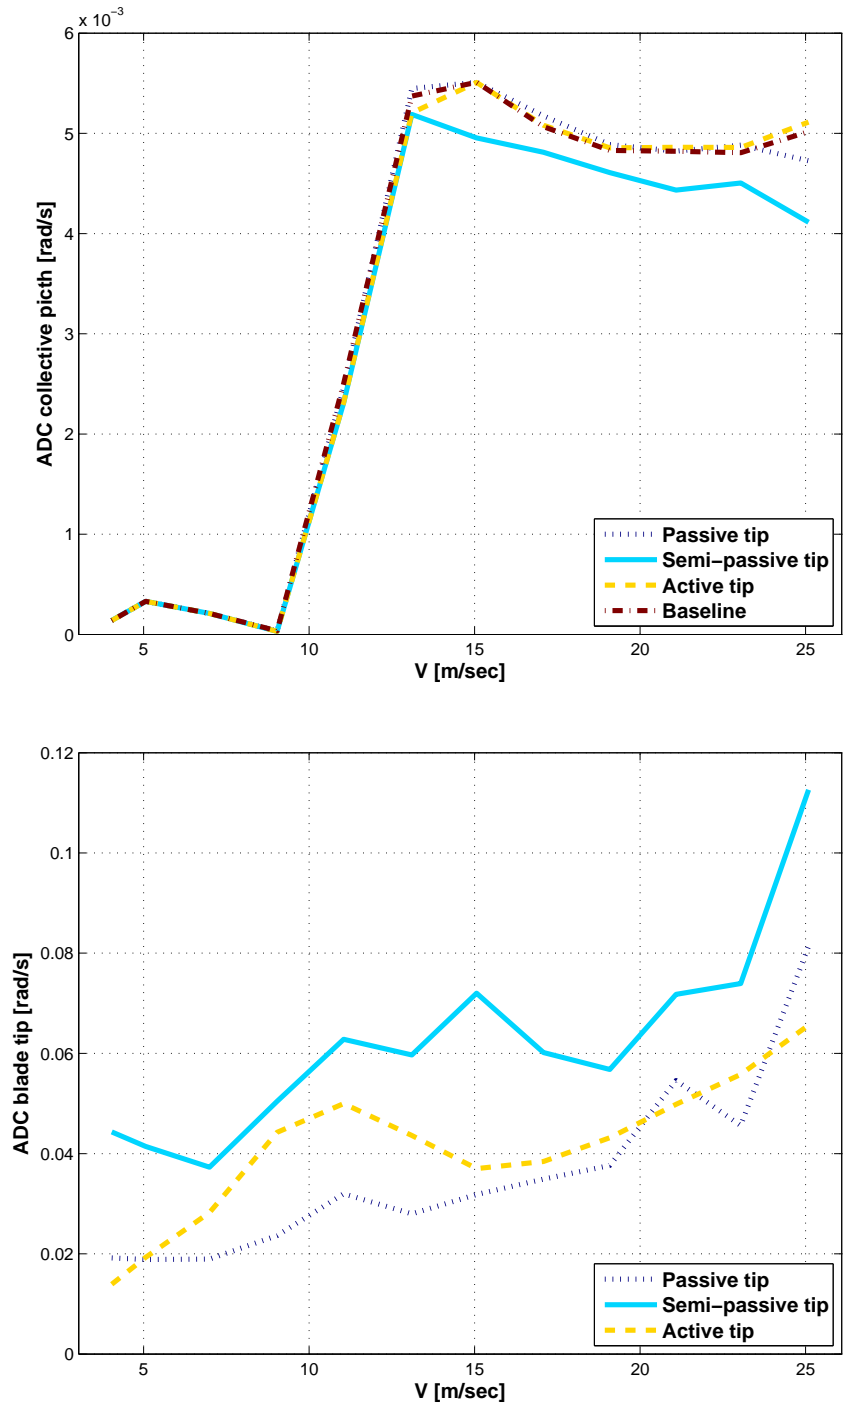 x 10−3
6
5
4
3
2
1
0
ADC collective picth [rad/s]
5 10 15 20 25
V [m/sec]
Passive tip
Semi−passive tip
Active tip
Baseline
0.12
0.1
0.08
0.06
0.04
0.02
0
ADC blade tip [rad/s]
5 10 15 20 25
V [m/sec]
Passive tip
Semi−passive tip
Active tip